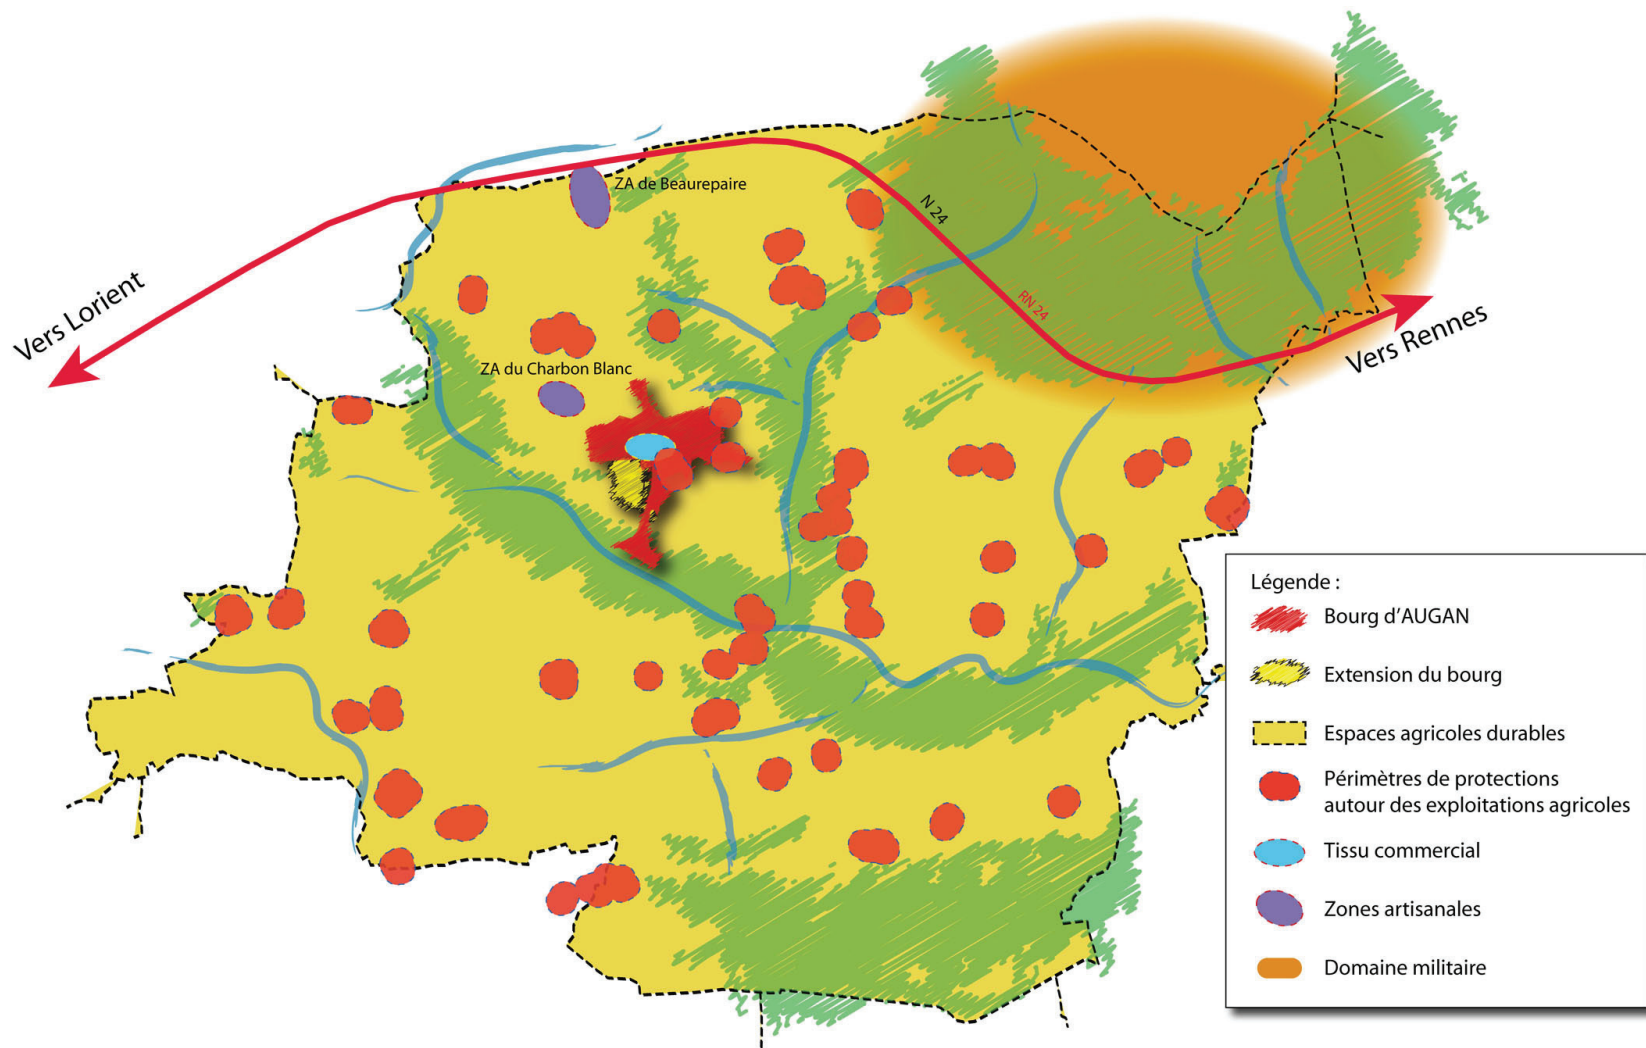 ZA de Beaurepaire
N 24
Vers Lorient
RN 24
Vers Rennes
ZA du Charbon Blanc
Légende :
Bourg d’AUGAN
Extension du bourg
Espaces agricoles durables
Périmètres de protections
autour des exploitations agricoles
Tissu commercial
Zones artisanales
Domaine militaire